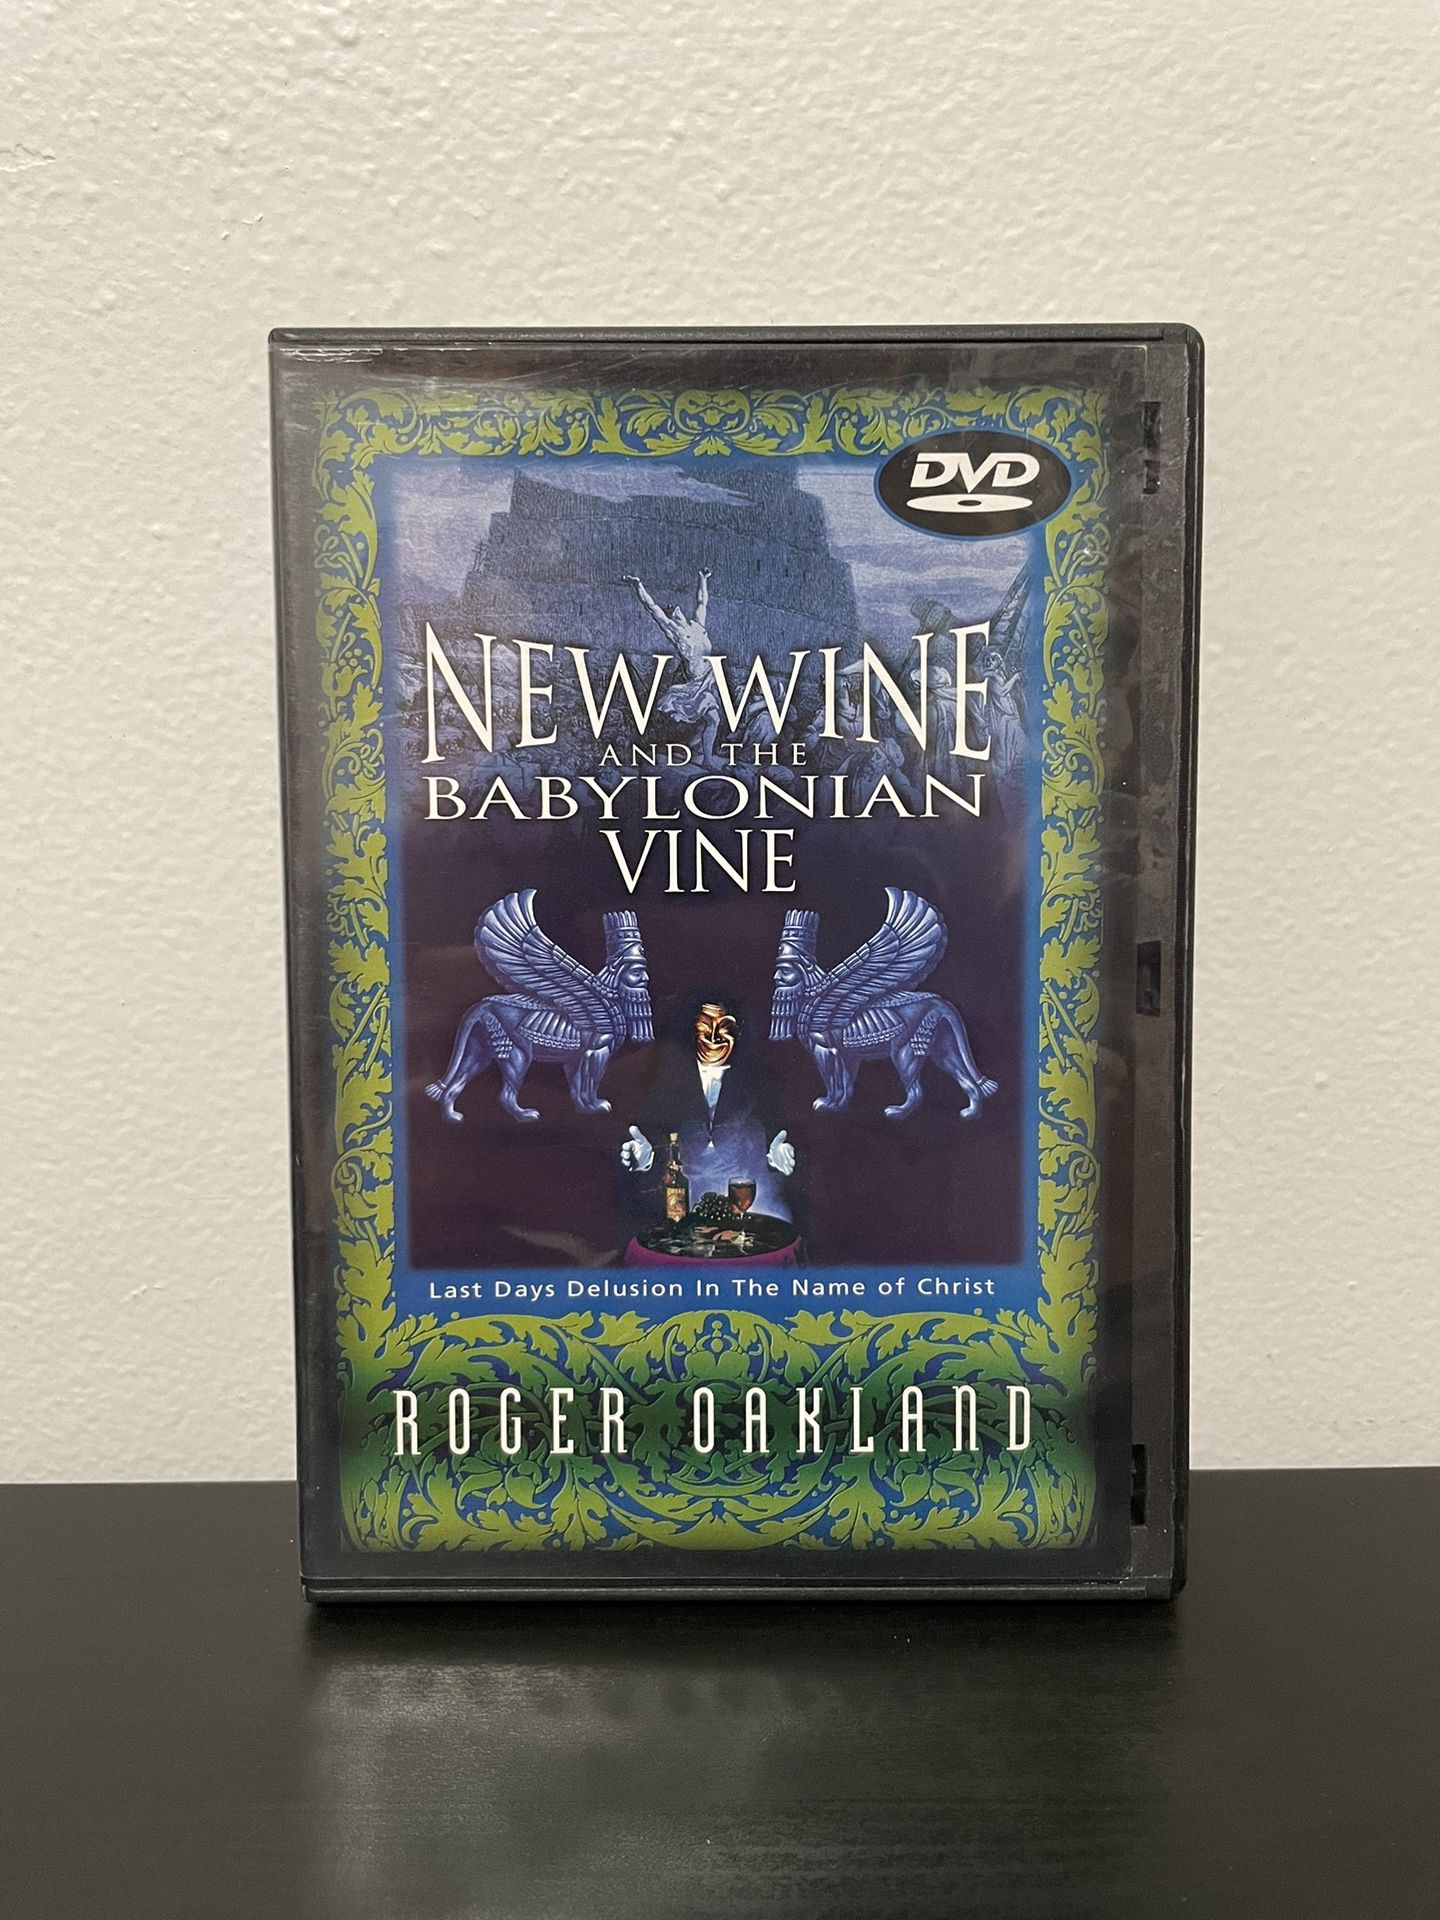 DVD
NEW WINE
AND THE
BABYLONIAN
VINE
Last Days Delusion In The Name of Christ
ROGER OAKLAND